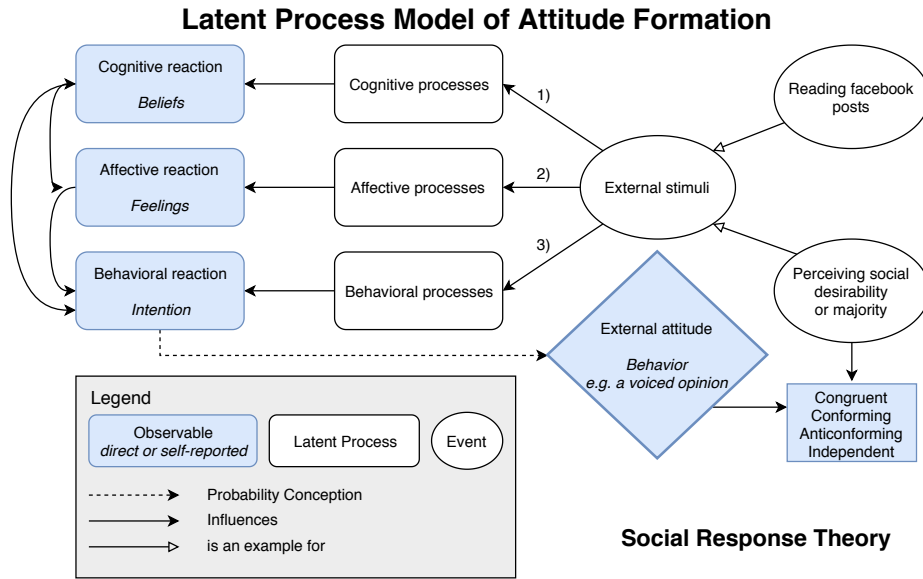 Latent Process Model of Attitude Formation
Cognitive reaction
Beliefs
Cognitive processes
1)
Reading facebook
posts
Affective reaction
Feelings
Affective processes
2)
External stimuli
Behavioral reaction
Intention
Behavioral processes
3)
Perceiving social
desirability
or majority
External attitude
Behavior
e.g. a voiced opinion
Congruent
Conforming
Anticonforming
Independent
Legend
Observable
direct or self-reported
Latent Process
Event
Probability Conception
Influences
is an example for
Social Response Theory